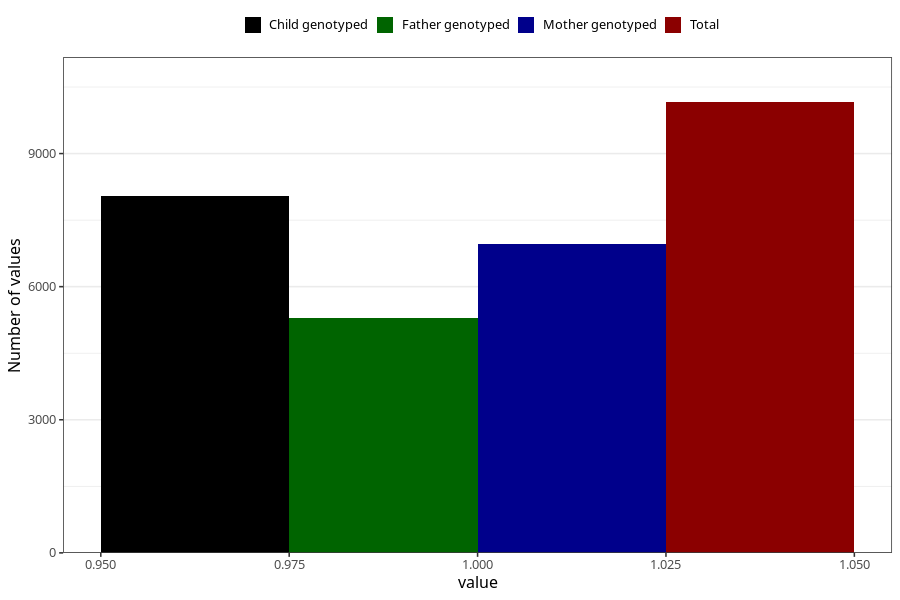 Child genotyped Father genotyped Mother genotyped Total
Number of values
9000
6000
3000
0
0.950 0.975 1.000 1.025 1.050
value